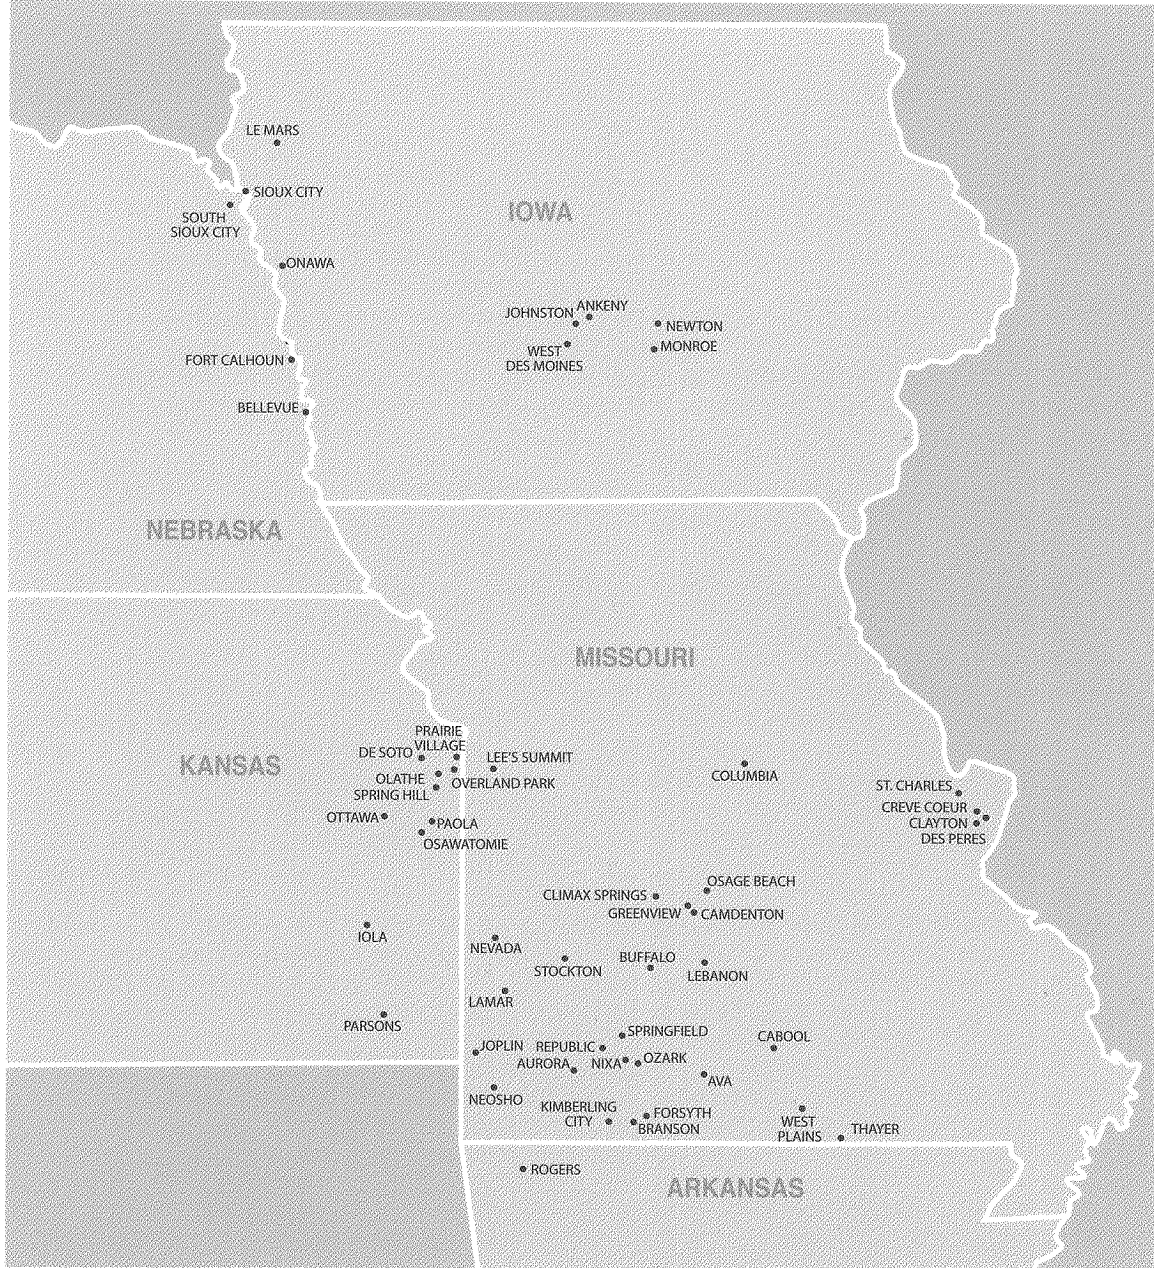 LE MARS
SIOUX CITY
IOWA
SOUTH
SIOUX CITY
ONAWA
ANKENY
JOHNSTON
NEWTON
MONROE
WEST
DES MOINES
FORT CALHOUN
BELLEVUE
NEBRASKA
MISSOURI
PRAIRIE
VILLAGE
DE SOTO
LEE'S SUMMIT
KANSAS
OLATHE
OVERLAND PARK
SPRING HILL
COLUMBIA
ST. CHARLES
CREVE COEUR
CLAYTON
DES PERES
OTTAWA
PAOLA
OSAWATOMIE
OSAGE BEACH
CLIMAX SPRINGS
GREENVIEW
CAMDENTON
IOLA
NEVADA
STOCKTON
BUFFALO
LEBANON
LAMAR
PARSONS
SPRINGFIELD
CABOOL
JOPLIN
REPUBLIC
AURORA
NIXA
OZARK
AVA
NEOSHO
KIMBERLING
CITY
FORSYTH
BRANSON
WEST
PLAINS
THAYER
ROGERS
ARKANSAS